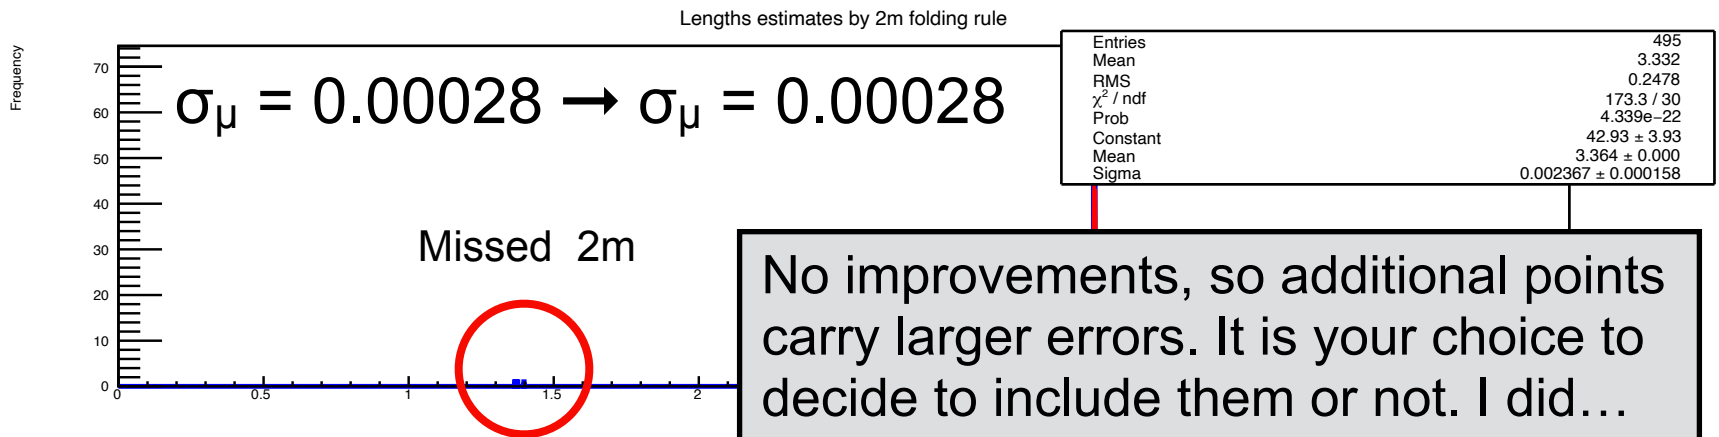 Lengths estimates by 2m folding rule
Frequency
70
60
50
40
30
20
10
0
0
0.5
1
1.5
2
σμ = 0.00028 → σμ = 0.00028
Entries 495
Mean 3.332
RMS 0.2478
χ² / ndf 173.3 / 30
Prob 4.339e−22
Constant 42.93 ± 3.93
Mean 3.364 ± 0.000
Sigma 0.002367 ± 0.000158
Missed 2m
No improvements, so additional points
carry larger errors. It is your choice to
decide to include them or not. I did…